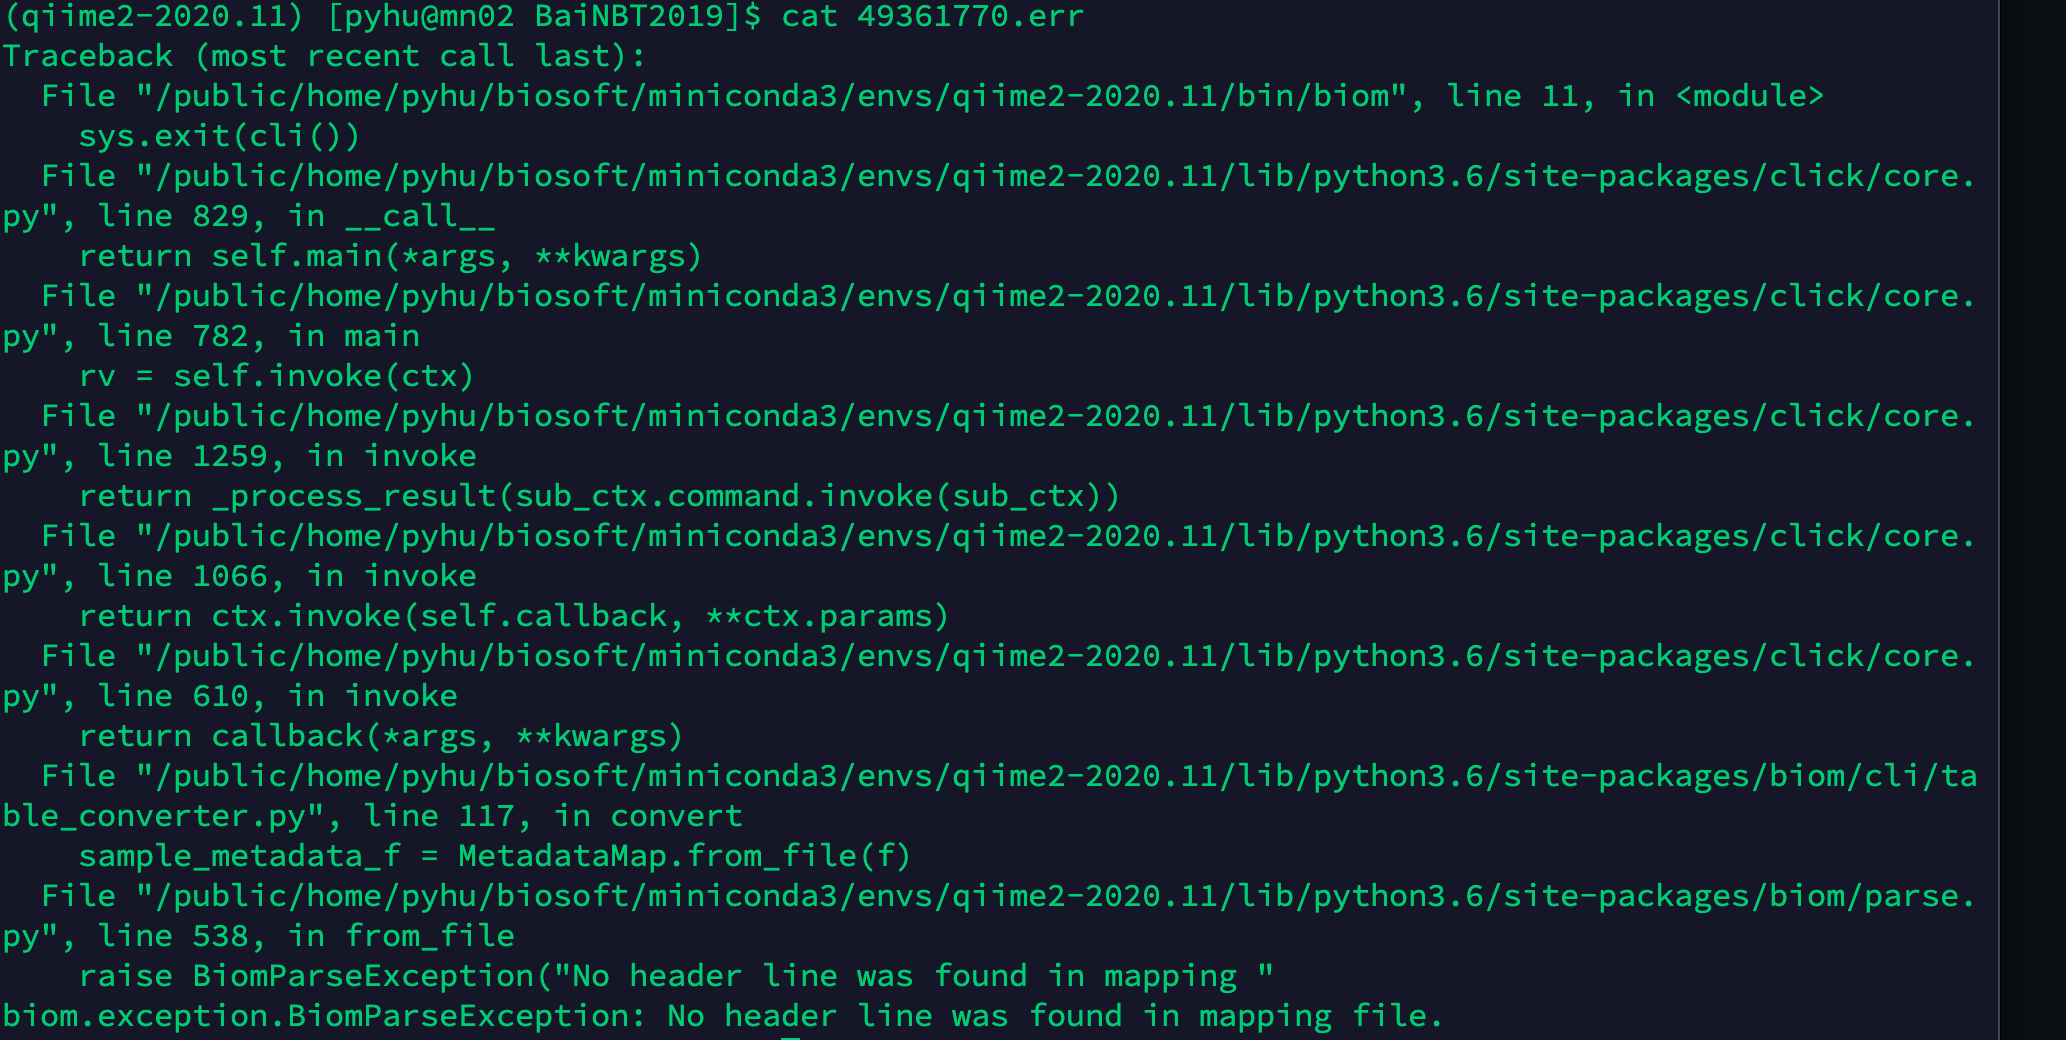 (qiime2-2020.11) [pyhu@mn02 BaiNBT2019]$ cat 49361770.err
Traceback (most recent call last):
  File "/public/home/pyhu/biosoft/miniconda3/envs/qiime2-2020.11/bin/biom", line 11, in <module>
    sys.exit(cli())
  File "/public/home/pyhu/biosoft/miniconda3/envs/qiime2-2020.11/lib/python3.6/site-packages/click/core.
py", line 829, in __call__
    return self.main(*args, **kwargs)
  File "/public/home/pyhu/biosoft/miniconda3/envs/qiime2-2020.11/lib/python3.6/site-packages/click/core.
py", line 782, in main
    rv = self.invoke(ctx)
  File "/public/home/pyhu/biosoft/miniconda3/envs/qiime2-2020.11/lib/python3.6/site-packages/click/core.
py", line 1259, in invoke
    return _process_result(sub_ctx.command.invoke(sub_ctx))
  File "/public/home/pyhu/biosoft/miniconda3/envs/qiime2-2020.11/lib/python3.6/site-packages/click/core.
py", line 1066, in invoke
    return ctx.invoke(self.callback, **ctx.params)
  File "/public/home/pyhu/biosoft/miniconda3/envs/qiime2-2020.11/lib/python3.6/site-packages/click/core.
py", line 610, in invoke
    return callback(*args, **kwargs)
  File "/public/home/pyhu/biosoft/miniconda3/envs/qiime2-2020.11/lib/python3.6/site-packages/biom/cli/ta
ble_converter.py", line 117, in convert
    sample_metadata_f = MetadataMap.from_file(f)
  File "/public/home/pyhu/biosoft/miniconda3/envs/qiime2-2020.11/lib/python3.6/site-packages/biom/parse.
py", line 538, in from_file
    raise BiomParseException("No header line was found in mapping "
biom.exception.BiomParseException: No header line was found in mapping file.